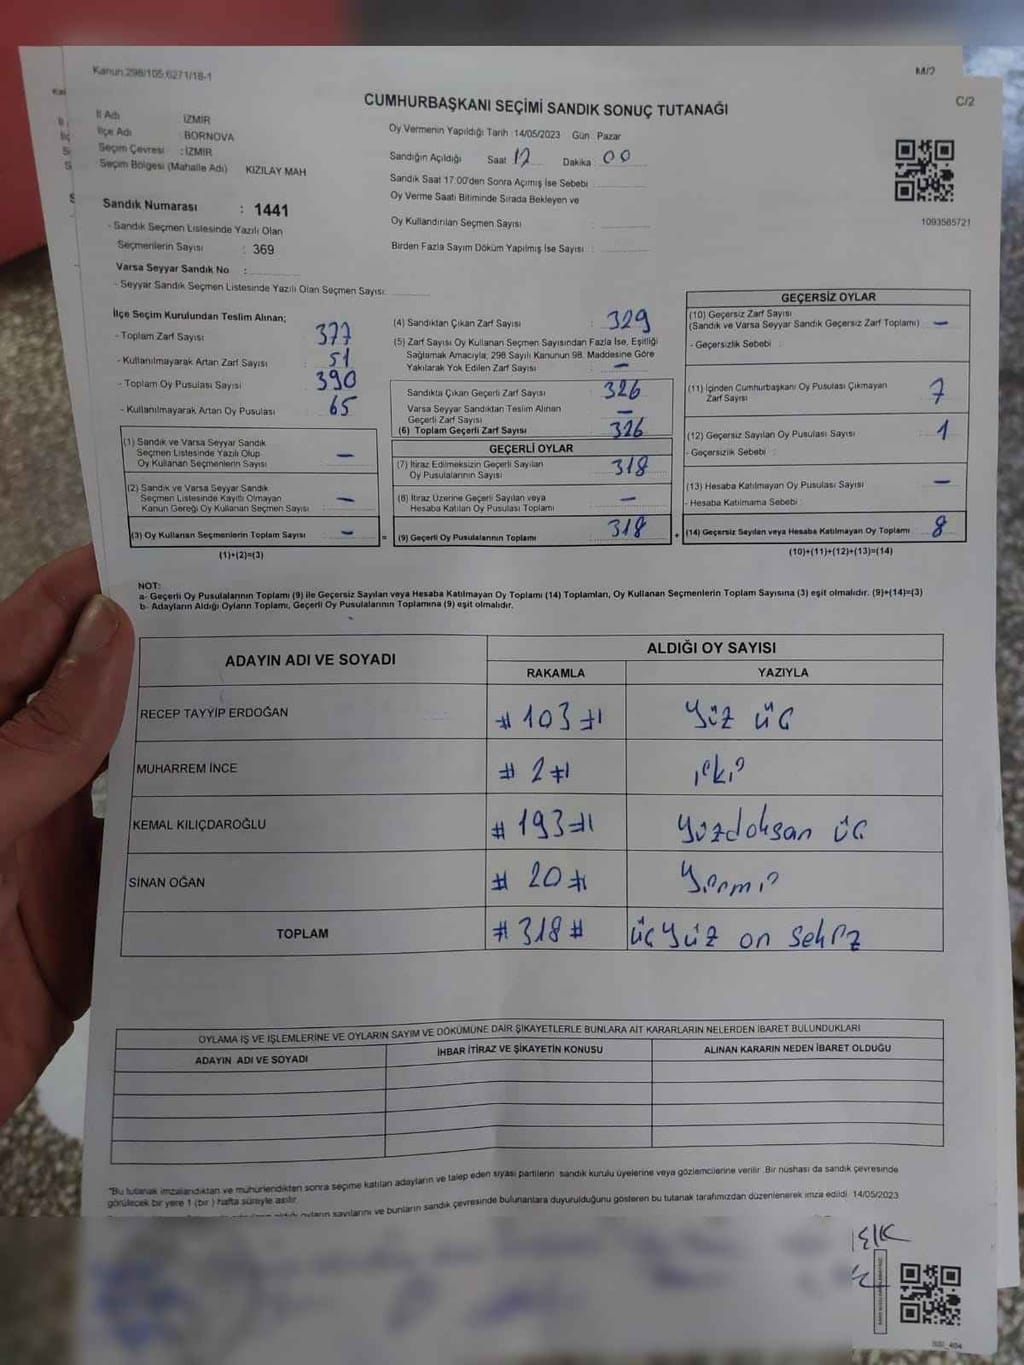 Kanun:298/105;6271/18-1
M/2
C/2
CUMHURBAŞKANI SEÇİMİ SANDIK SONUÇ TUTANAĞI
İl Adı İZMİR
İlçe Adı BORNOVA
Seçim Çevresi : İZMİR
Seçim Bölgesi (Mahalle Adı) KIZILAY MAH
Sandık Numarası : 1441
- Sandık Seçmen Listesinde Yazılı Olan
Seçmenlerin Sayısı : 369
Varsa Seyyar Sandık No :
- Seyyar Sandık Seçmen Listesinde Yazılı Olan Seçmen Sayısı:
Oy Vermenin Yapıldığı Tarih :14/05/2023 Gün : Pazar
Sandığın Açıldığı Saat 17 Dakika : 00
Sandık Saat 17:00'den Sonra Açılmış İse Sebebi :
Oy Verme Saati Bitiminde Sırada Bekleyen ve
Oy Kullandırılan Seçmen Sayısı :
Birden Fazla Sayım Döküm Yapılmış İse Sayısı :
1093585721
İlçe Seçim Kurulundan Teslim Alınan;
- Toplam Zarf Sayısı : 377
- Kullanılmayarak Artan Zarf Sayısı : 51
- Toplam Oy Pusulası Sayısı : 390
- Kullanılmayarak Artan Oy Pusulası : 65
(1) Sandık ve Varsa Seyyar Sandık
Seçmen Listesinde Yazılı Olup
Oy Kullanan Seçmenlerin Sayısı : —
(2) Sandık ve Varsa Seyyar Sandık
Seçmen Listesinde Kayıtlı Olmayan
Kanun Gereği Oy Kullanan Seçmen Sayısı : —
(3) Oy Kullanan Seçmenlerin Toplam Sayısı : —
(1)+(2)=(3)
=
(4) Sandıktan Çıkan Zarf Sayısı : 329
(5) Zarf Sayısı Oy Kullanan Seçmen Sayısından Fazla İse, Eşitliği
Sağlamak Amacıyla; 298 Sayılı Kanunun 98. Maddesine Göre
Yakılarak Yok Edilen Zarf Sayısı : —
Sandıkta Çıkan Geçerli Zarf Sayısı 326
Varsa Seyyar Sandıktan Teslim Alınan
Geçerli Zarf Sayısı —
(6) Toplam Geçerli Zarf Sayısı 326
GEÇERLİ OYLAR
(7) İtiraz Edilmeksizin Geçerli Sayılan
Oy Pusulalarının Sayısı 318
(8) İtiraz Üzerine Geçerli Sayılan veya
Hesaba Katılan Oy Pusulası Toplamı —
(9) Geçerli Oy Pusulalarının Toplamı 318
+
GEÇERSİZ OYLAR
(10) Geçersiz Zarf Sayısı
(Sandık ve Varsa Seyyar Sandık Geçersiz Zarf Toplamı) —
- Geçersizlik Sebebi :
(11) İçinden Cumhurbaşkanı Oy Pusulası Çıkmayan
Zarf Sayısı 7
(12) Geçersiz Sayılan Oy Pusulası Sayısı 1
- Geçersizlik Sebebi :
(13) Hesaba Katılmayan Oy Pusulası Sayısı —
- Hesaba Katılmama Sebebi :
(14) Geçersiz Sayılan veya Hesaba Katılmayan Oy Toplamı 8
(10)+(11)+(12)+(13)=(14)
NOT:
a- Geçerli Oy Pusulalarının Toplamı (9) ile Geçersiz Sayılan veya Hesaba Katılmayan Oy Toplamı (14) Toplamları, Oy Kullanan Seçmenlerin Toplam Sayısına (3) eşit olmalıdır. (9)+(14)=(3)
b- Adayların Aldığı Oyların Toplamı, Geçerli Oy Pusulalarının Toplamına (9) eşit olmalıdır.
ADAYIN ADI VE SOYADI
ALDIĞI OY SAYISI
RAKAMLA YAZIYLA
RECEP TAYYİP ERDOĞAN # 103 # Yüz üç
MUHARREM İNCE # 2 # iki
KEMAL KILIÇDAROĞLU # 193 # Yüzdoksan üç
SİNAN OĞAN # 20 # Yirmi
TOPLAM # 318 # üçyüz on sekiz
OYLAMA İŞ VE İŞLEMLERİNE VE OYLARIN SAYIM VE DÖKÜMÜNE DAİR ŞİKAYETLERLE BUNLARA AİT KARARLARIN NELERDEN İBARET BULUNDUKLARI
ADAYIN ADI VE SOYADI İHBAR İTİRAZ VE ŞİKAYETİN KONUSU ALINAN KARARIN NEDEN İBARET OLDUĞU
"Bu tutanak imzalandıktan ve mühürlendikten sonra seçime katılan adayların ve talep eden siyasi partilerin sandık kurulu üyelerine veya gözlemcilerine verilir. Bir nüshası da sandık çevresinde
görülecek bir yere 1 (bir ) hafta süreyle asılır.
oyların sayılarını ve bunların sandık çevresinde bulunanlara duyurulduğunu gösteren bu tutanak tarafımızdan düzenlenerek imza edildi. 14/05/2023